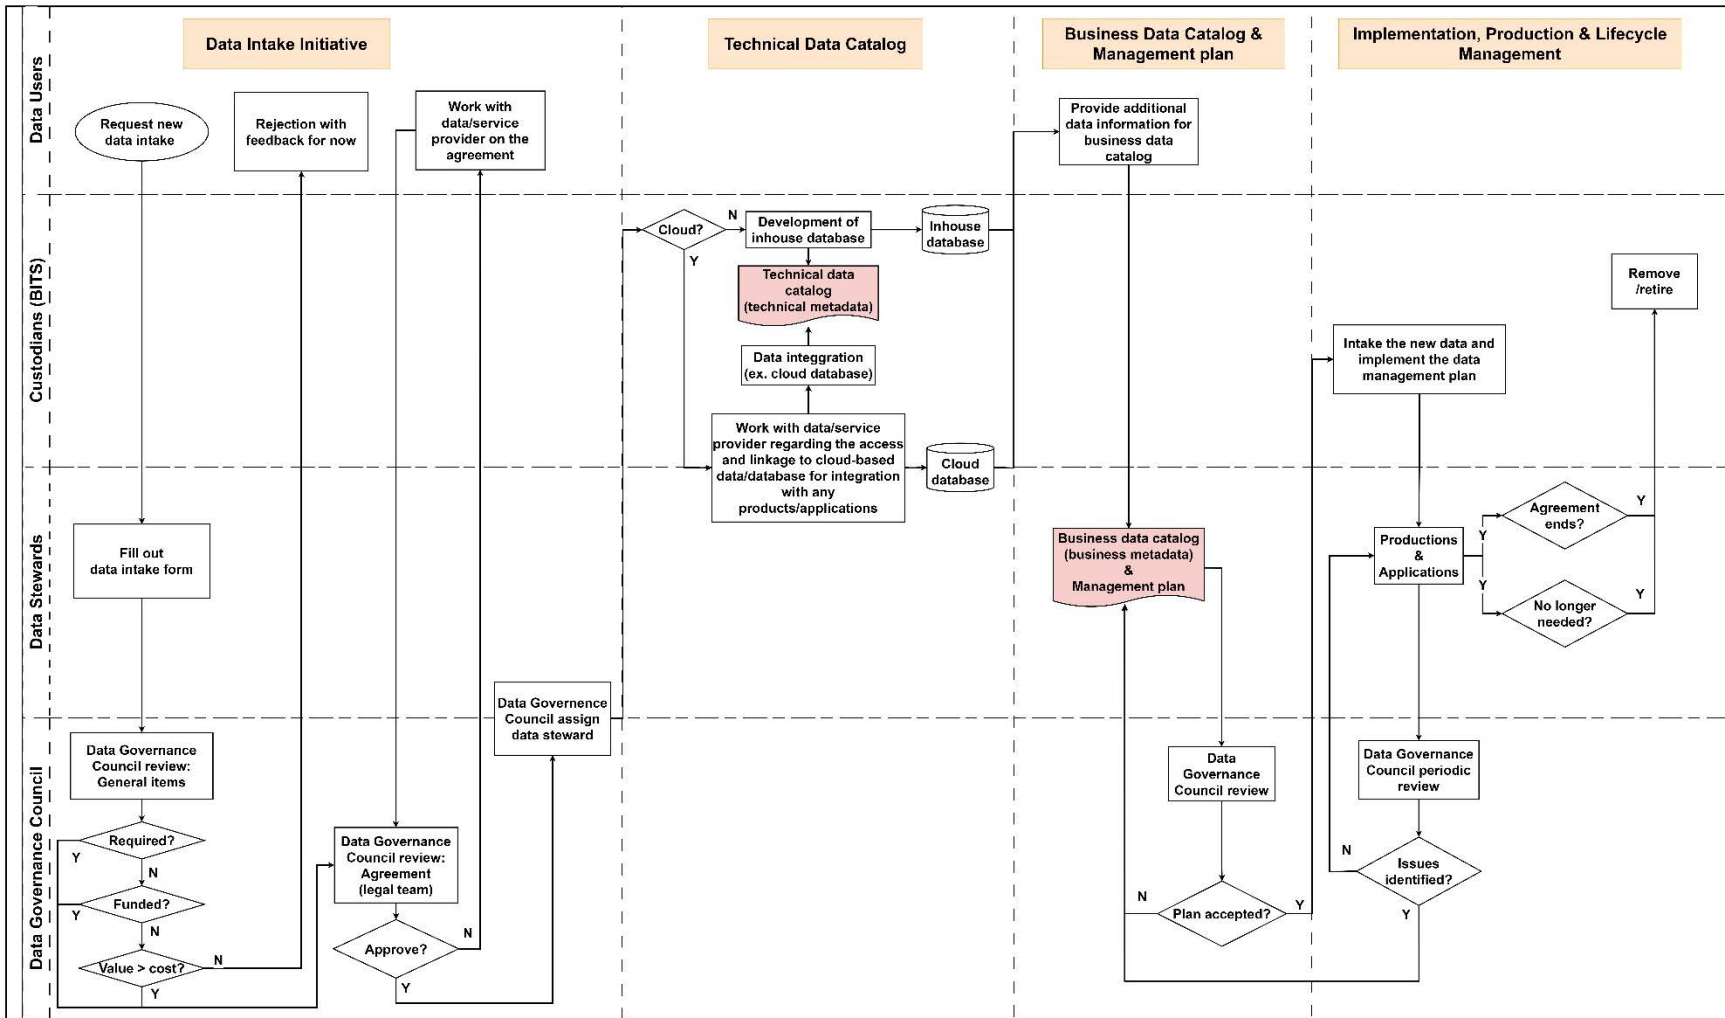 Data Intake Initiative
Technical Data Catalog
Business Data Catalog &
Management plan
Implementation, Production & Lifecycle
Management
Data Users
Request new
data intake
Rejection with
feedback for now
Work with
data/service
provider on the
agreement
Provide additional
data information for
business data
catalog
Custodians (BITS)
Cloud?
N
Y
Development of
inhouse database
Inhouse
database
Technical data
catalog
(technical metadata)
Data integgration
(ex. cloud database)
Work with data/service
provider regarding the access
and linkage to cloud-based
data/database for integration
with any
products/applications
Cloud
database
Remove
/retire
Intake the new data and
implement the data
management plan
Data Stewards
Fill out
data intake form
Business data catalog
(business metadata)
&
Management plan
Productions
&
Applications
Y
Y
Agreement
ends?
Y
No longer
needed?
Y
Data Governence
Council assign
data steward
Data Governance Council
Data Governance
Council review:
General items
Required?
Y
N
Funded?
Y
N
Value > cost?
N
Y
Data Governance
Council review:
Agreement
(legal team)
Approve?
N
Y
Data
Governance
Council review
Plan accepted?
N
Y
Data Governance
Council periodic
review
Issues
identified?
N
Y